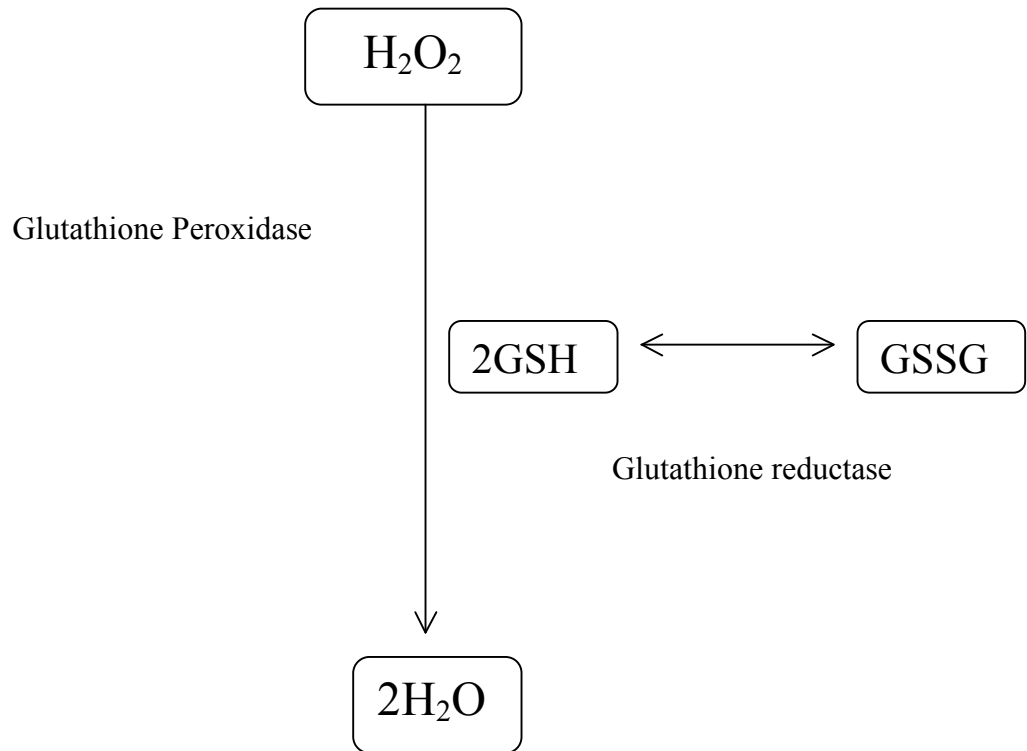 H₂O₂
Glutathione Peroxidase
2GSH
GSSG
Glutathione reductase
2H₂O